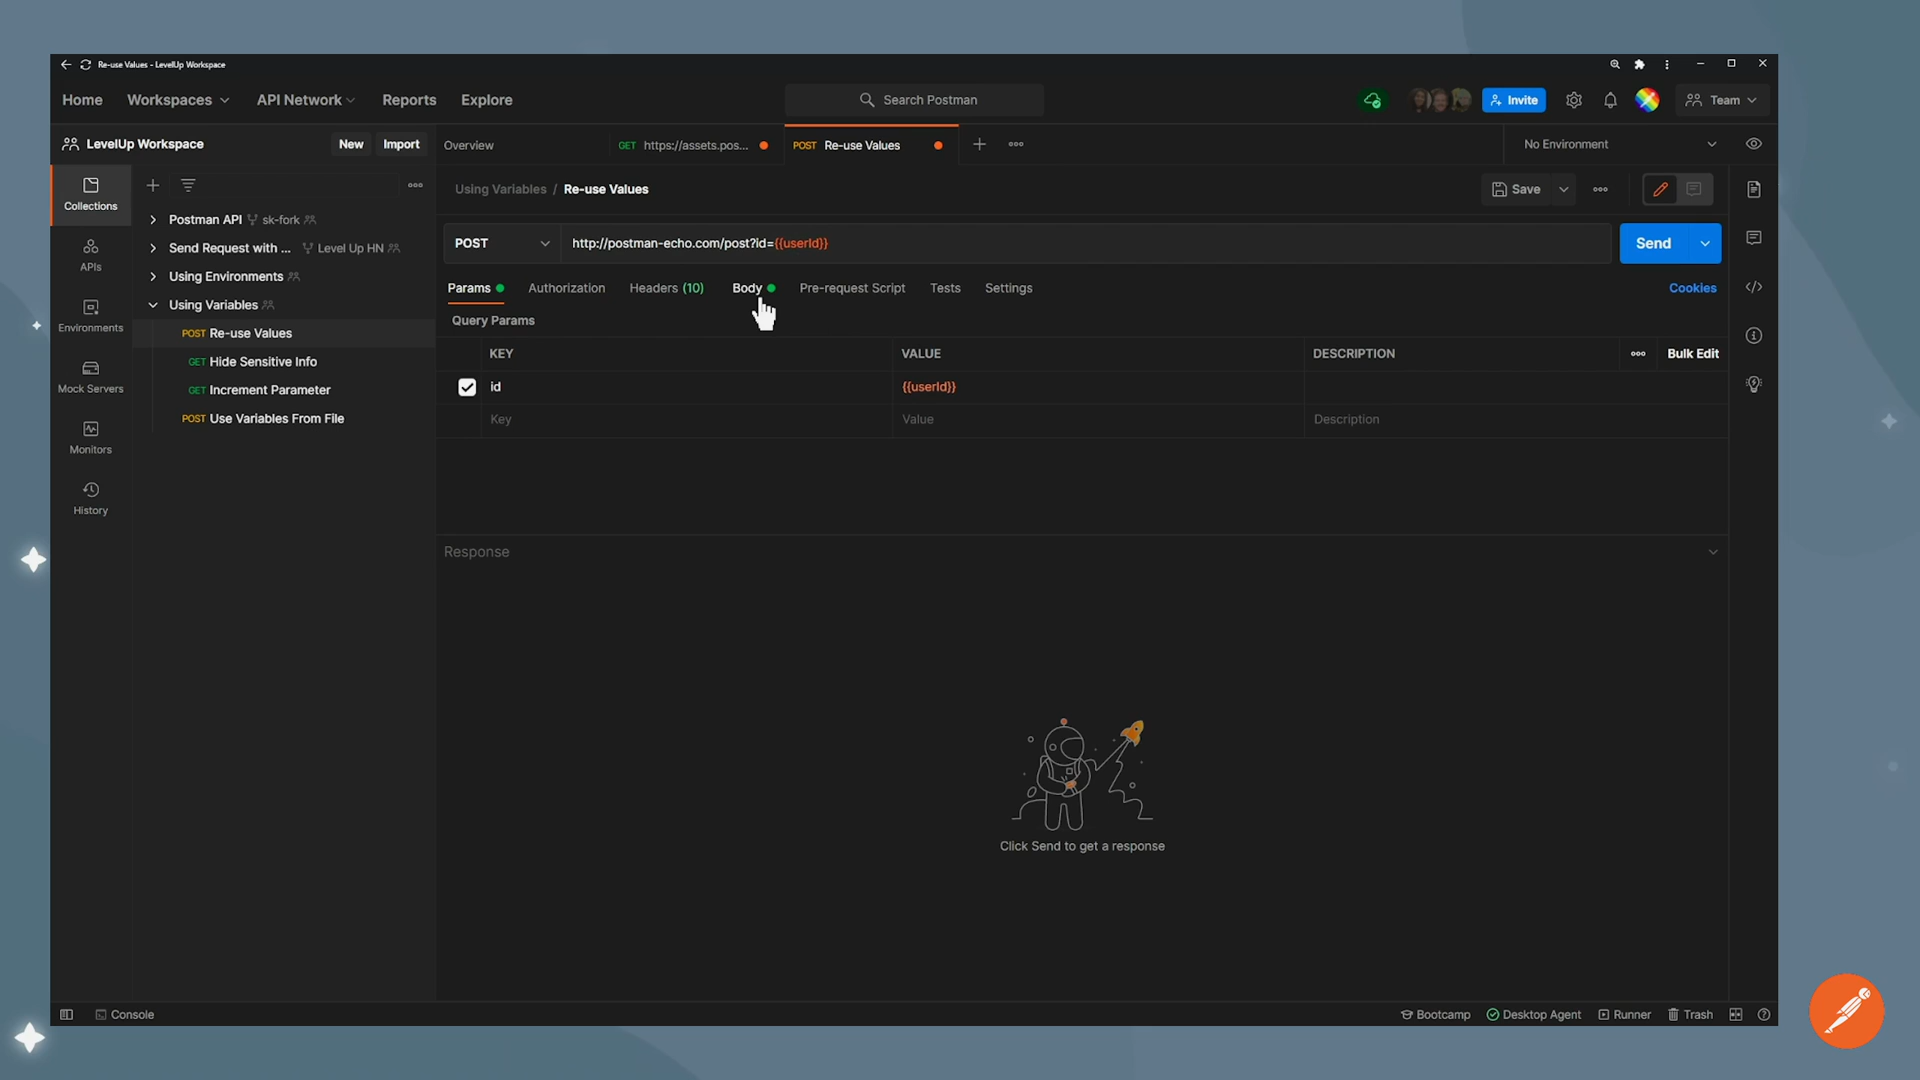 Re-use Values - LevelUp Workspace
Home Workspaces API Network Reports Explore
Search Postman
Invite
Team
LevelUp Workspace
New Import
Overview
GET https://assets.pos...
POST Re-use Values
No Environment
Using Variables / Re-use Values
Save
Collections
APIs
Environments
Mock Servers
Monitors
History
Postman API sk-fork
Send Request with ... Level Up HN
Using Environments
Using Variables
POST Re-use Values
GET Hide Sensitive Info
GET Increment Parameter
POST Use Variables From File
POST http://postman-echo.com/post?id={{userId}}
Send
Params Authorization Headers (10) Body Pre-request Script Tests Settings
Cookies
Query Params
KEY VALUE DESCRIPTION Bulk Edit
id {{userId}}
Key Value Description
Response
Click Send to get a response
Console
Bootcamp Desktop Agent Runner Trash